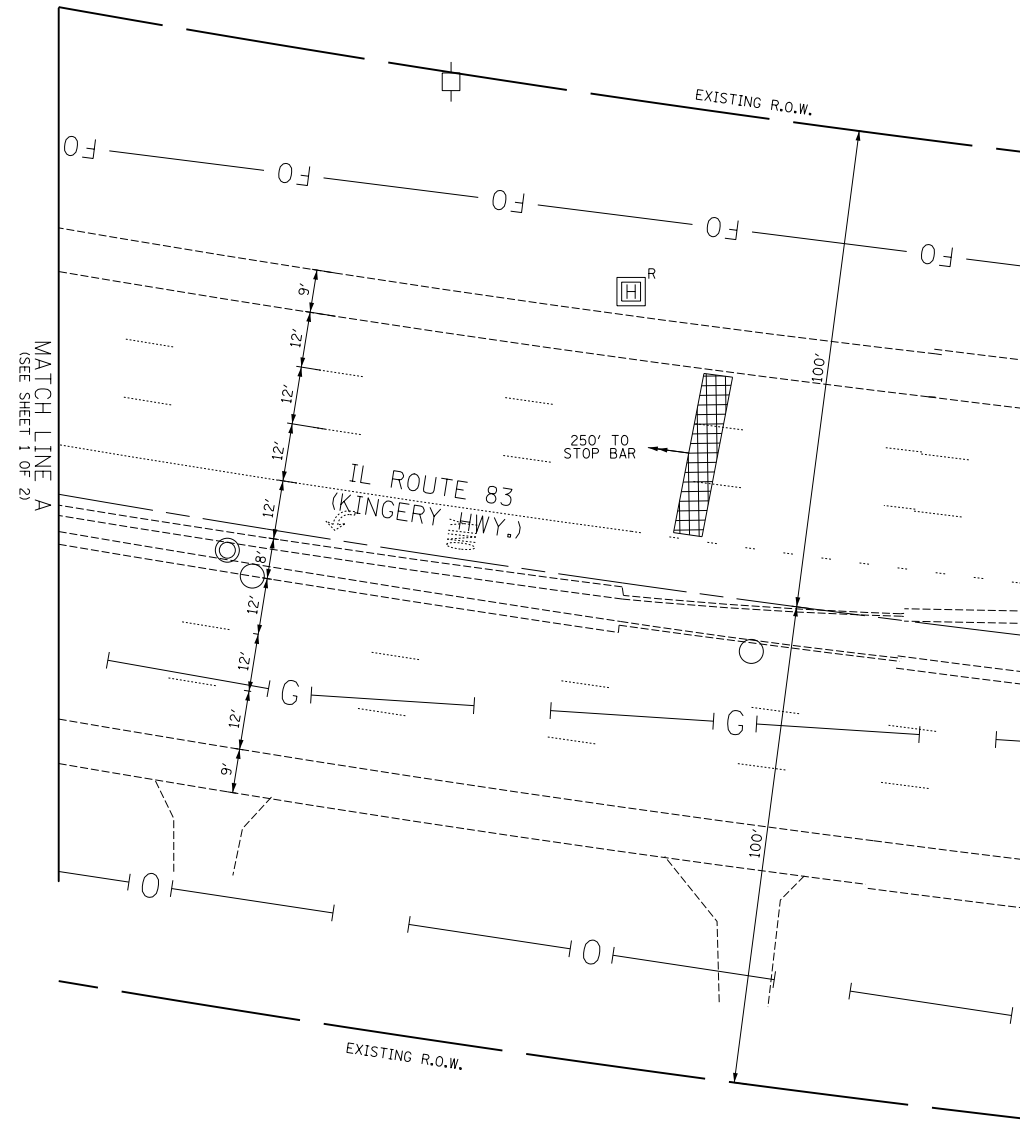 EXISTING R.O.W.
FO
FO
FO
FO
FO
R
H
9'
12'
12'
12'
12'
8'
12'
12'
12'
9'
100'
100'
250' TO
STOP BAR
IL ROUTE 83
(KINGERY HWY.)
MATCH LINE A
(SEE SHEET 1 OF 2)
G
G
O
O
EXISTING R.O.W.